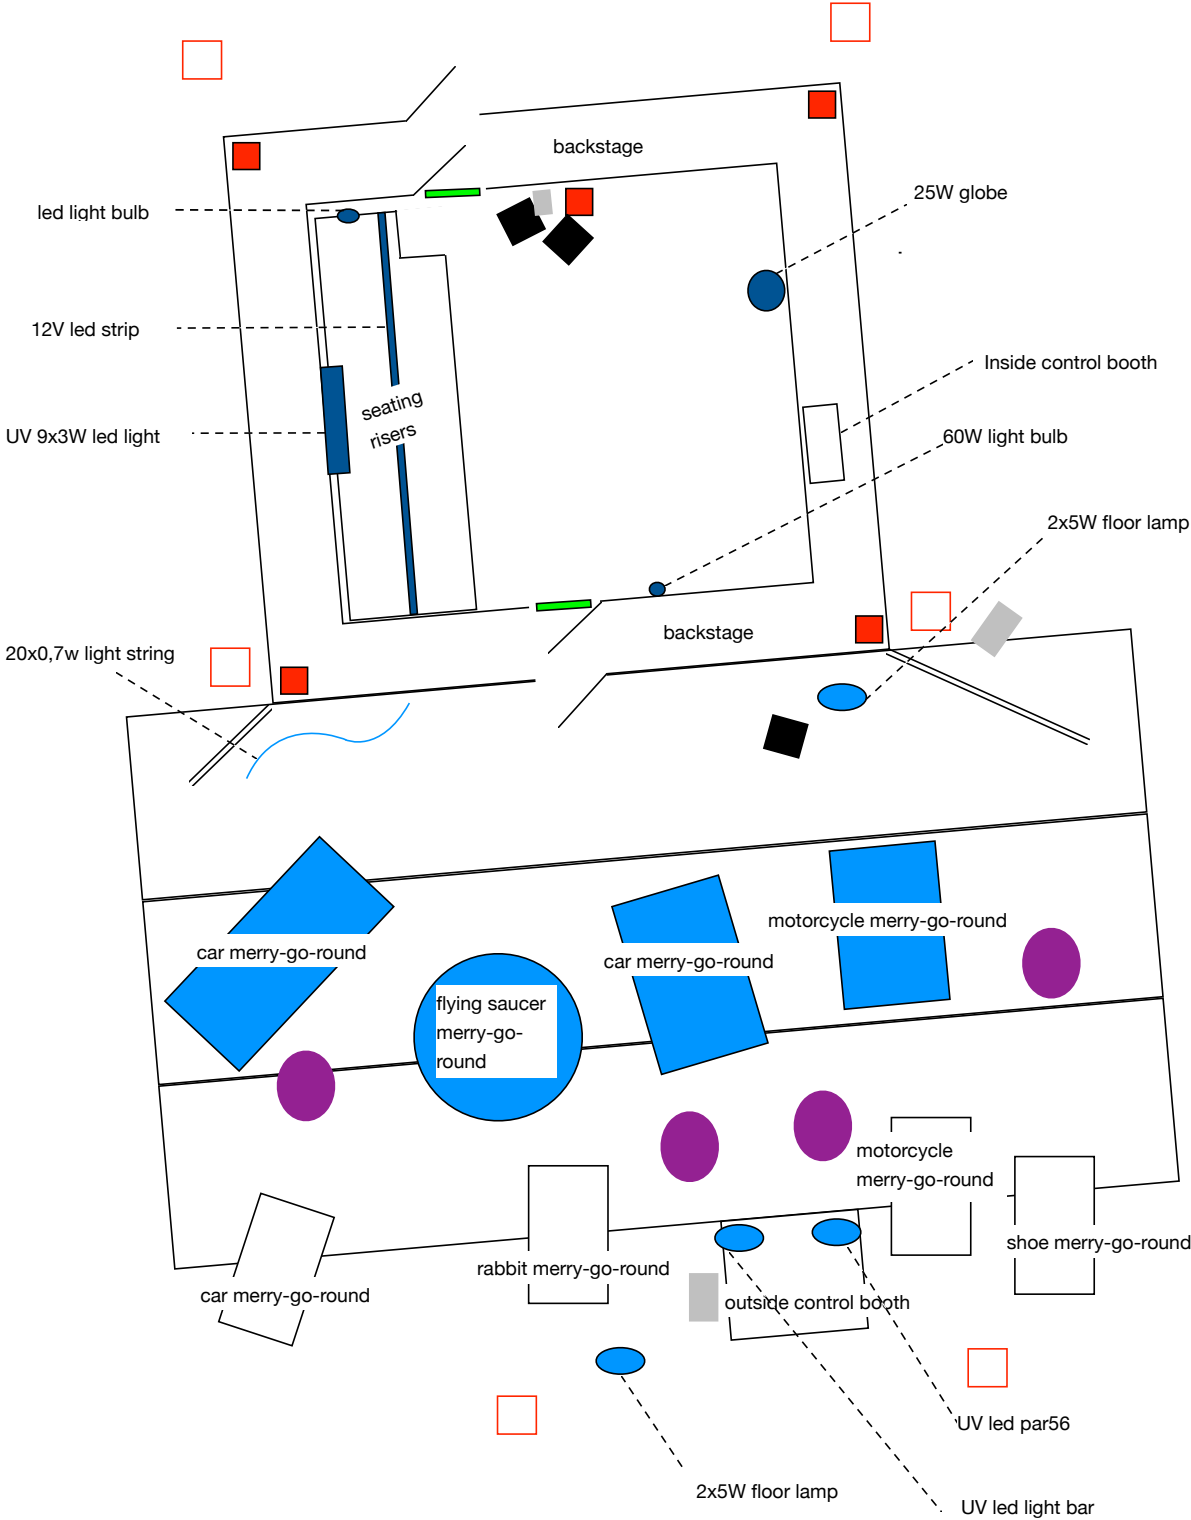 backstage
25W globe
led light bulb
12V led strip
Inside control booth
seating
risers
UV 9x3W led light
60W light bulb
2x5W floor lamp
backstage
20x0,7w light string
motorcycle merry-go-round
car merry-go-round
car merry-go-round
flying saucer
merry-go-
round
motorcycle
merry-go-round
shoe merry-go-round
rabbit merry-go-round
car merry-go-round
outside control booth
UV led par56
2x5W floor lamp
UV led light bar